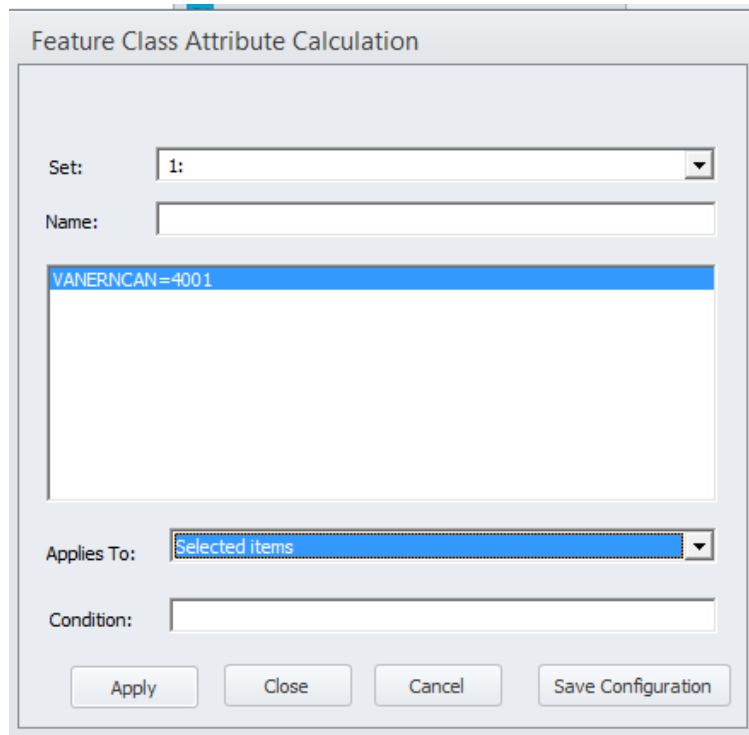 Feature Class Attribute Calculation
Set: 1:
Name:
VANERNCAN=4001
Applies To: Selected items
Condition:
Apply Close Cancel Save Configuration